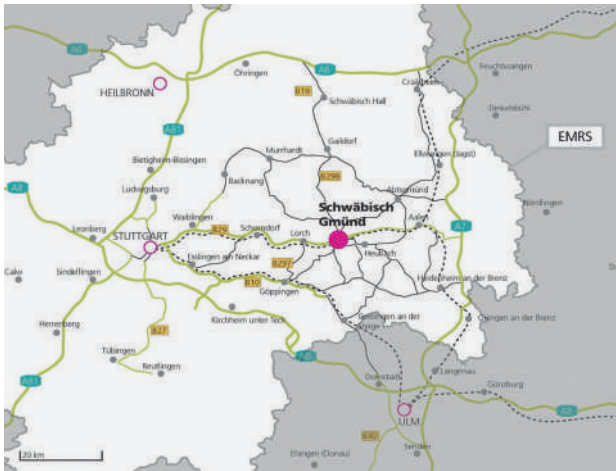 A6
A6
Feuchtwangen
Öhringen
Crailsheim
HEILBRONN
B19
Schwäbisch Hall
Dinkelsbühl
A81
Gaildorf
EMRS
Murrhardt
Bietigheim-Bissingen
Ellwangen (Jagst)
B298
Backnang
A8
Ludwigsburg
Abtsgmünd
Schwäbisch
Gmünd
Nördlingen
Waiblingen
B29
Schorndorf
Lorch
Aalen
A7
Leonberg
STUTTGART
Heubach
Esslingen am Neckar
B297
Calw
Sindelfingen
B10
Göppingen
Heidenheim an der Brenz
Kirchheim unter Teck
Geislingen an der
Steige
Giengen an der Brenz
Herrenberg
B27
Tübingen
A8
Reutlingen
Dornstadt
Langenau
A81
Günzburg
ULM
A8
B30
20 km
Ehingen (Donau)
Senden